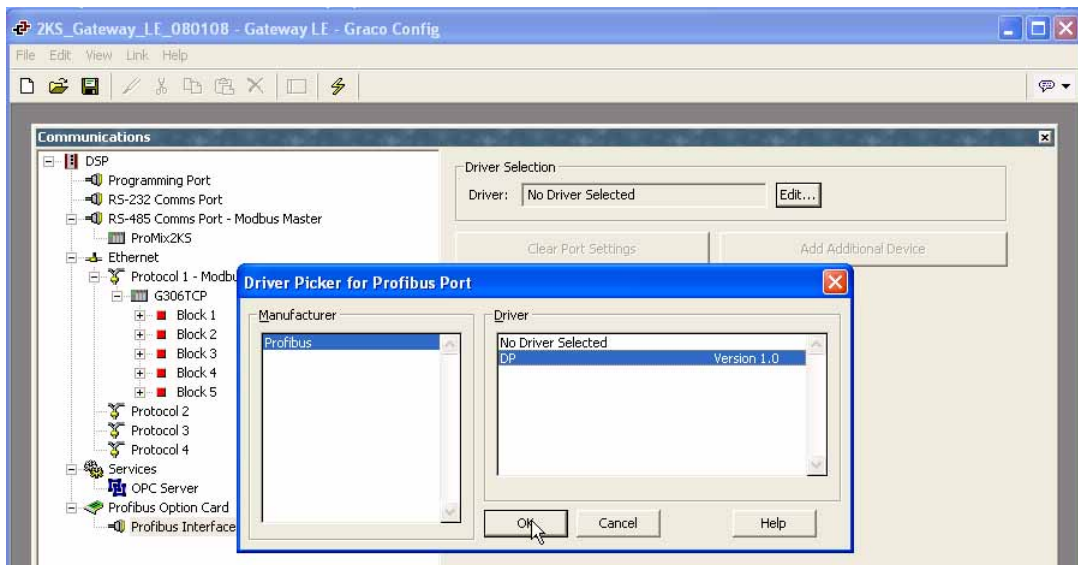 2KS_Gateway_LE_080108 - Gateway LE - Graco Config
File Edit View Link Help
Communications
DSP
Programming Port
RS-232 Comms Port
RS-485 Comms Port - Modbus Master
ProMix2KS
Ethernet
Protocol 1 - Modbu
G306TCP
Block 1
Block 2
Block 3
Block 4
Block 5
Protocol 2
Protocol 3
Protocol 4
Services
OPC Server
Profibus Option Card
Profibus Interface
Driver Selection
Driver: No Driver Selected Edit...
Clear Port Settings Add Additional Device
Driver Picker for Profibus Port
Manufacturer
Profibus
Driver
No Driver Selected
DP Version 1.0
OK Cancel Help